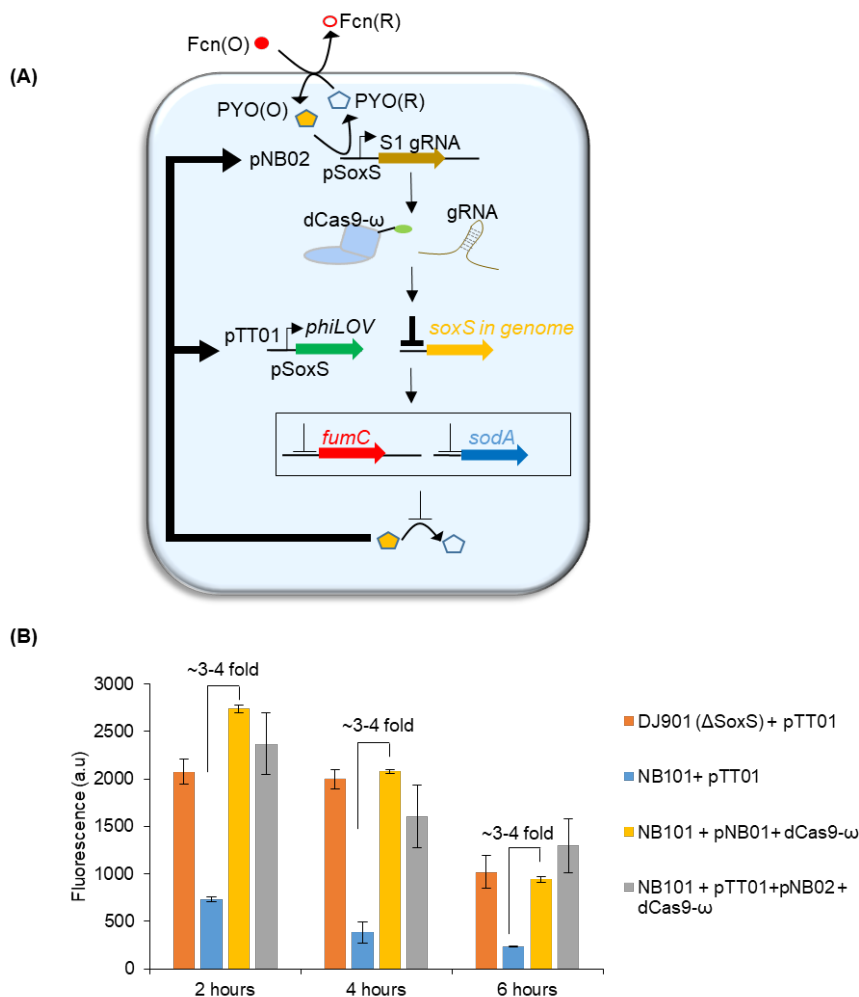 (A)
Fcn(R)
Fcn(O)
PYO(O)
PYO(R)
S1 gRNA
pNB02
pSoxS
dCas9-ω
gRNA
pTT01
phiLOV
soxS in genome
pSoxS
fumC
sodA
(B)
~3-4 fold
~3-4 fold
~3-4 fold
Fluorescence (a.u)
3000
2500
2000
1500
1000
500
0
2 hours
4 hours
6 hours
DJ901 (ΔSoxS) + pTT01
NB101+ pTT01
NB101 + pNB01+ dCas9-ω
NB101 + pTT01+pNB02+
dCas9-ω